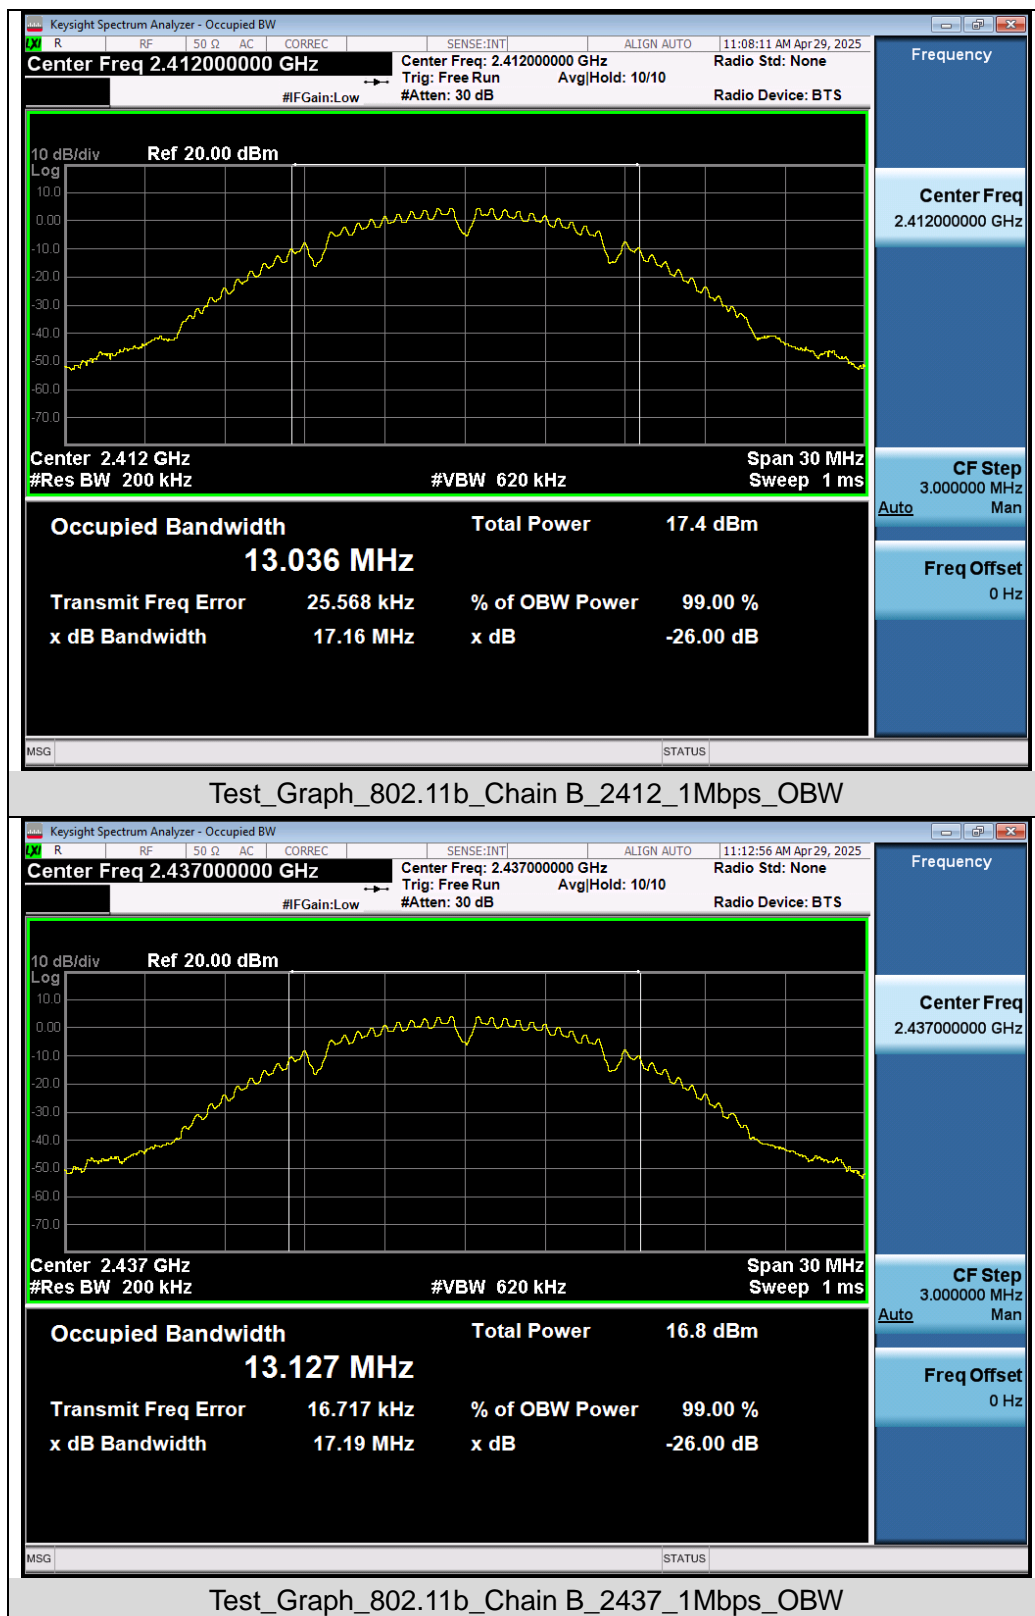 Keysight Spectrum Analyzer - Occupied BW
LXI R RF 50 Ω AC CORREC SENSE:INT ALIGN AUTO 11:08:11 AM Apr 29, 2025
Center Freq 2.412000000 GHz
Center Freq: 2.412000000 GHz
Radio Std: None
Trig: Free Run Avg|Hold: 10/10
#IFGain:Low
#Atten: 30 dB
Radio Device: BTS
10 dB/div Ref 20.00 dBm
Log
10.0
0.00
-10.0
-20.0
-30.0
-40.0
-50.0
-60.0
-70.0
Center 2.412 GHz
Span 30 MHz
#Res BW 200 kHz
#VBW 620 kHz
Sweep 1 ms
Occupied Bandwidth
Total Power 17.4 dBm
13.036 MHz
Transmit Freq Error 25.568 kHz % of OBW Power 99.00 %
x dB Bandwidth 17.16 MHz x dB -26.00 dB
MSG
STATUS
Frequency
Center Freq
2.412000000 GHz
CF Step
3.000000 MHz
Auto Man
Freq Offset
0 Hz
Test_Graph_802.11b_Chain B_2412_1Mbps_OBW
Keysight Spectrum Analyzer - Occupied BW
LXI R RF 50 Ω AC CORREC SENSE:INT ALIGN AUTO 11:12:56 AM Apr 29, 2025
Center Freq 2.437000000 GHz
Center Freq: 2.437000000 GHz
Radio Std: None
Trig: Free Run Avg|Hold: 10/10
#IFGain:Low
#Atten: 30 dB
Radio Device: BTS
10 dB/div Ref 20.00 dBm
Log
10.0
0.00
-10.0
-20.0
-30.0
-40.0
-50.0
-60.0
-70.0
Center 2.437 GHz
Span 30 MHz
#Res BW 200 kHz
#VBW 620 kHz
Sweep 1 ms
Occupied Bandwidth
Total Power 16.8 dBm
13.127 MHz
Transmit Freq Error 16.717 kHz % of OBW Power 99.00 %
x dB Bandwidth 17.19 MHz x dB -26.00 dB
MSG
STATUS
Frequency
Center Freq
2.437000000 GHz
CF Step
3.000000 MHz
Auto Man
Freq Offset
0 Hz
Test_Graph_802.11b_Chain B_2437_1Mbps_OBW